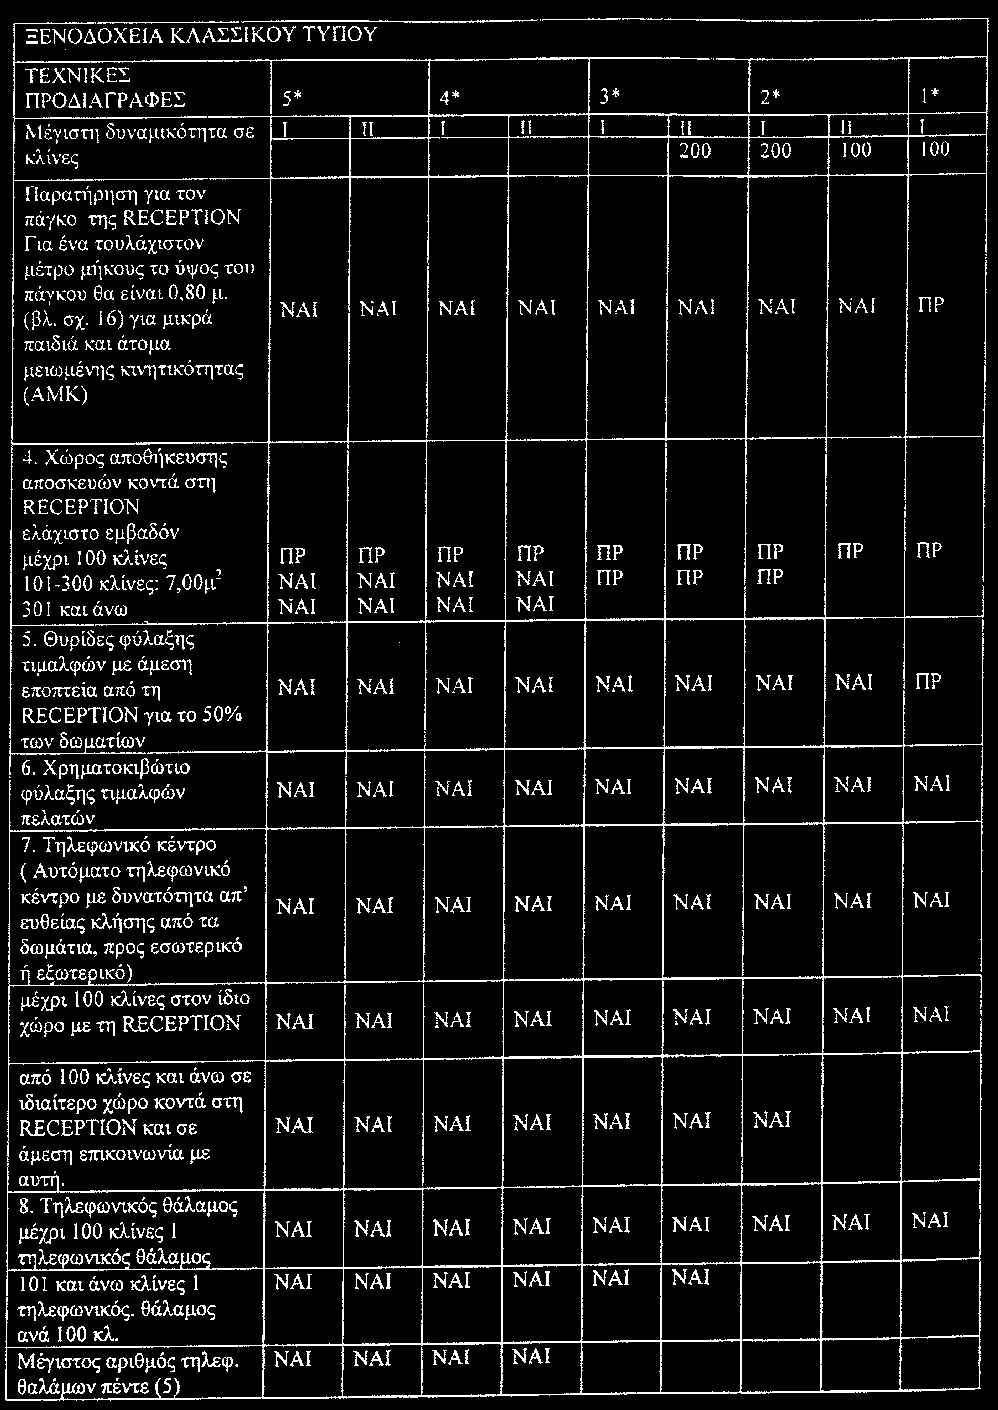 ΞΕΝΟΔΟΧΕΙΑ ΚΛΑΣΣΙΚΟΥ ΤΥΠΟΥ
ΤΕΧΝΙΚΕΣ
ΠΡΟΔΙΑΓΡΑΦΕΣ 5* 4* 3* 2* 1*
Μέγιστη δυναμικότητα σε I II I II I II I II I
κλίνες 200 200 100 100
Παρατήρηση για τον
πάγκο της RECEPTION
Για ένα τουλάχιστον
μέτρο μήκους το ύψος του
πάγκου θα είναι 0,80 μ.
(βλ. σχ. 16) για μικρά ΝΑΙ ΝΑΙ ΝΑΙ ΝΑΙ ΝΑΙ ΝΑΙ ΝΑΙ ΝΑΙ ΠΡ
παιδιά και άτομα
μειωμένης κινητικότητας
(ΑΜΚ)
4. Χώρος αποθήκευσης
αποσκευών κοντά στη
RECEPTION
ελάχιστο εμβαδόν
μέχρι 100 κλίνες ΠΡ ΠΡ ΠΡ ΠΡ ΠΡ ΠΡ ΠΡ ΠΡ ΠΡ
101-300 κλίνες: 7,00μ² ΝΑΙ ΝΑΙ ΝΑΙ ΝΑΙ ΠΡ ΠΡ ΠΡ
301 και άνω ΝΑΙ ΝΑΙ ΝΑΙ ΝΑΙ
5. Θυρίδες φύλαξης
τιμαλφών με άμεση
εποπτεία από τη ΝΑΙ ΝΑΙ ΝΑΙ ΝΑΙ ΝΑΙ ΝΑΙ ΝΑΙ ΝΑΙ ΠΡ
RECEPTION για το 50%
των δωματίων
6. Χρηματοκιβώτιο
φύλαξης τιμαλφών ΝΑΙ ΝΑΙ ΝΑΙ ΝΑΙ ΝΑΙ ΝΑΙ ΝΑΙ ΝΑΙ ΝΑΙ
πελατών
7. Τηλεφωνικό κέντρο
( Αυτόματο τηλεφωνικό
κέντρο με δυνατότητα απ’ ΝΑΙ ΝΑΙ ΝΑΙ ΝΑΙ ΝΑΙ ΝΑΙ ΝΑΙ ΝΑΙ ΝΑΙ
ευθείας κλήσης από τα
δωμάτια, προς εσωτερικό
ή εξωτερικό)
μέχρι 100 κλίνες στον ίδιο
χώρο με τη RECEPTION ΝΑΙ ΝΑΙ ΝΑΙ ΝΑΙ ΝΑΙ ΝΑΙ ΝΑΙ ΝΑΙ ΝΑΙ
από 100 κλίνες και άνω σε
ιδιαίτερο χώρο κοντά στη
RECEPTION και σε ΝΑΙ ΝΑΙ ΝΑΙ ΝΑΙ ΝΑΙ ΝΑΙ ΝΑΙ
άμεση επικοινωνία με
αυτή.
8. Τηλεφωνικός θάλαμος
μέχρι 100 κλίνες 1 ΝΑΙ ΝΑΙ ΝΑΙ ΝΑΙ ΝΑΙ ΝΑΙ ΝΑΙ ΝΑΙ ΝΑΙ
τηλεφωνικός θάλαμος
101 και άνω κλίνες 1 ΝΑΙ ΝΑΙ ΝΑΙ ΝΑΙ ΝΑΙ ΝΑΙ
τηλεφωνικός. θάλαμος
ανά 100 κλ.
Μέγιστος αριθμός τηλεφ. ΝΑΙ ΝΑΙ ΝΑΙ ΝΑΙ
θαλάμων πέντε (5)